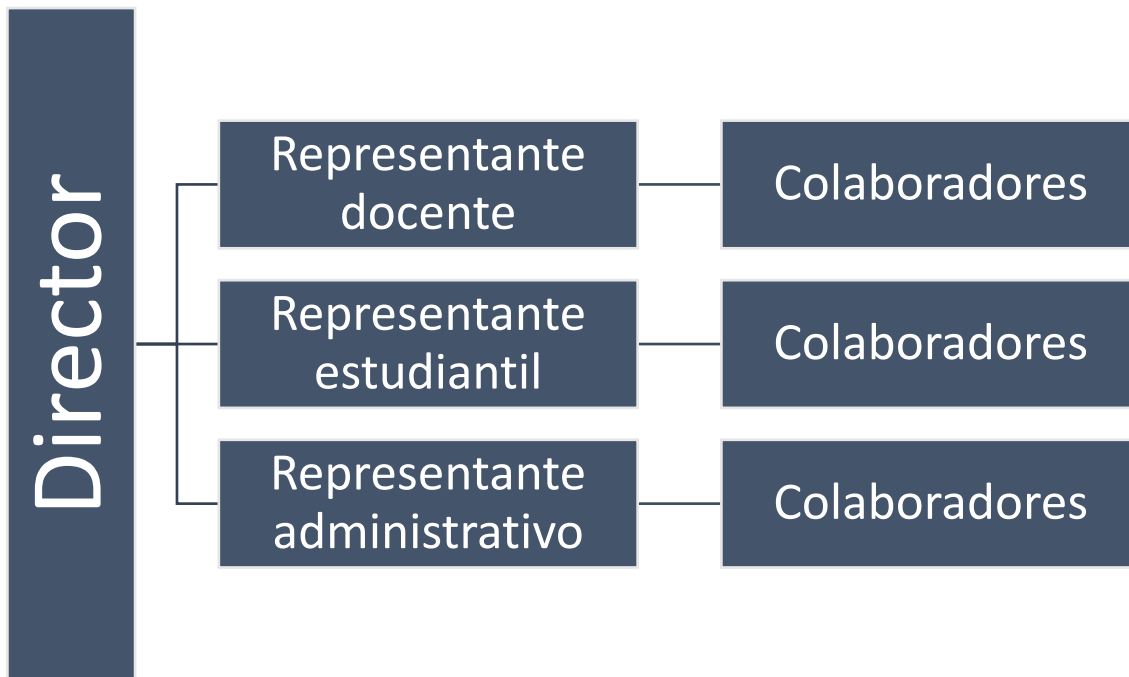 Director
Representante
docente
Colaboradores
Representante
estudiantil
Colaboradores
Representante
administrativo
Colaboradores